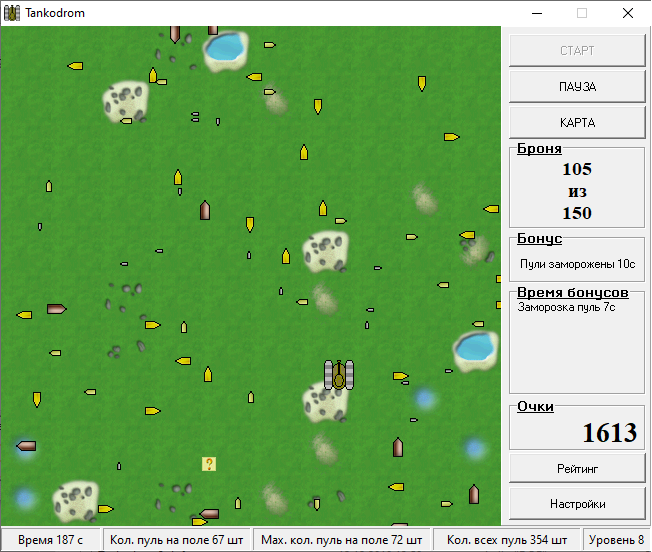 Tankodrom
СТАРТ
ПАУЗА
КАРТА
Броня
105
из
150
Бонус
Пули заморожены 10с
Время бонусов
Заморозка пуль 7с
Очки
1613
Рейтинг
Настройки
?
Время 187 с
Кол. пуль на поле 67 шт
Мах. кол. пуль на поле 72 шт
Кол. всех пуль 354 шт
Уровень 8